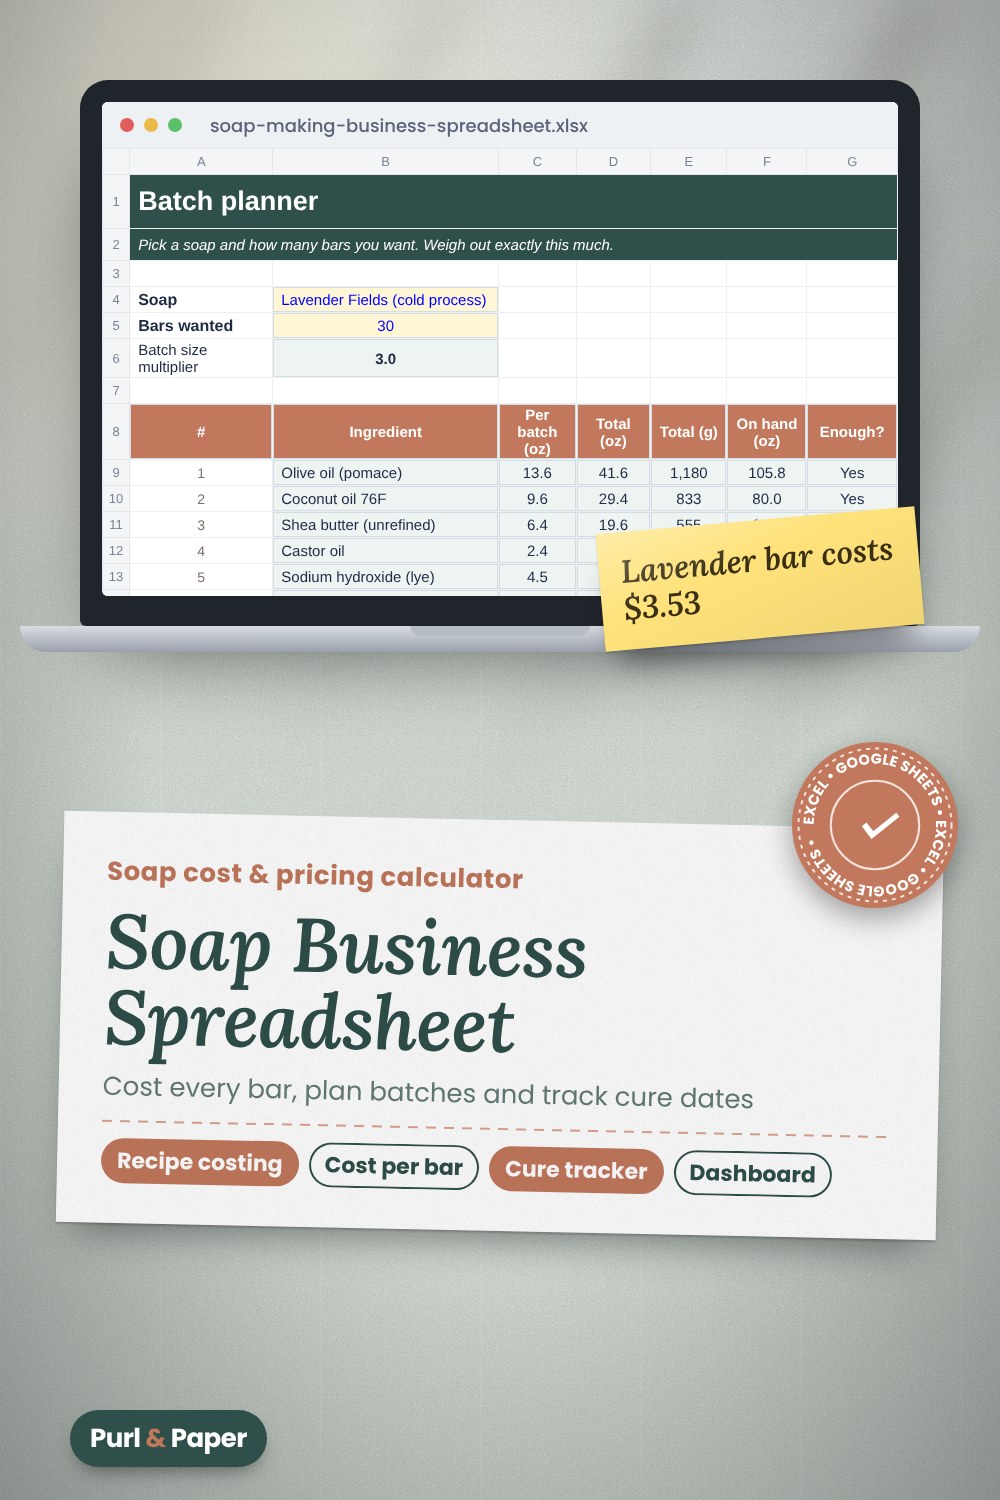 soap-making-business-spreadsheet.xlsx
A B C D E F G
1 Batch planner
2 Pick a soap and how many bars you want. Weigh out exactly this much.
3
4 Soap Lavender Fields (cold process)
5 Bars wanted 30
6 Batch size multiplier 3.0
7
8 # Ingredient Per batch (oz) Total (oz) Total (g) On hand (oz) Enough?
9 1 Olive oil (pomace) 13.6 41.6 1,180 105.8 Yes
10 2 Coconut oil 76F 9.6 29.4 833 80.0 Yes
11 3 Shea butter (unrefined) 6.4 19.6 555
12 4 Castor oil 2.4
13 5 Sodium hydroxide (lye) 4.5
Lavender bar costs
$3.53
EXCEL • GOOGLE SHEETS • EXCEL • GOOGLE SHEETS •
Soap cost & pricing calculator
Soap Business
Spreadsheet
Cost every bar, plan batches and track cure dates
Recipe costing Cost per bar Cure tracker Dashboard
Purl & Paper